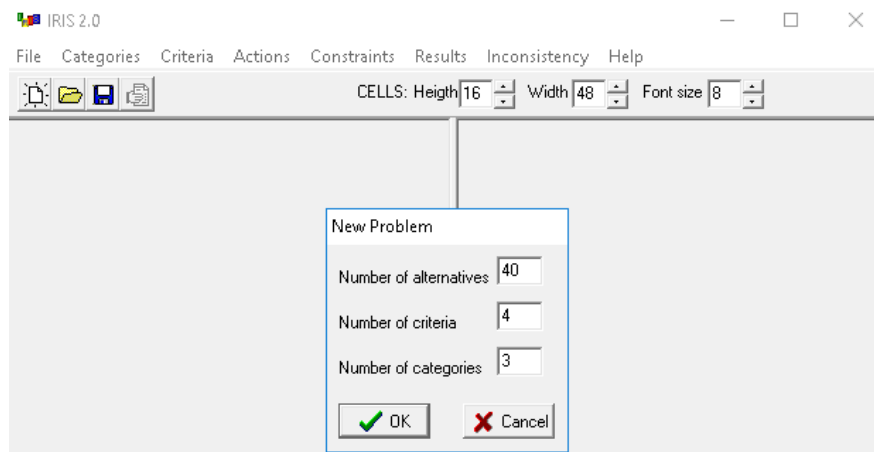 IRIS 2.0
File Categories Criteria Actions Constraints Results Inconsistency Help
CELLS: Heigth 16 Width 48 Font size 8
New Problem
Number of alternatives 40
Number of criteria 4
Number of categories 3
OK Cancel